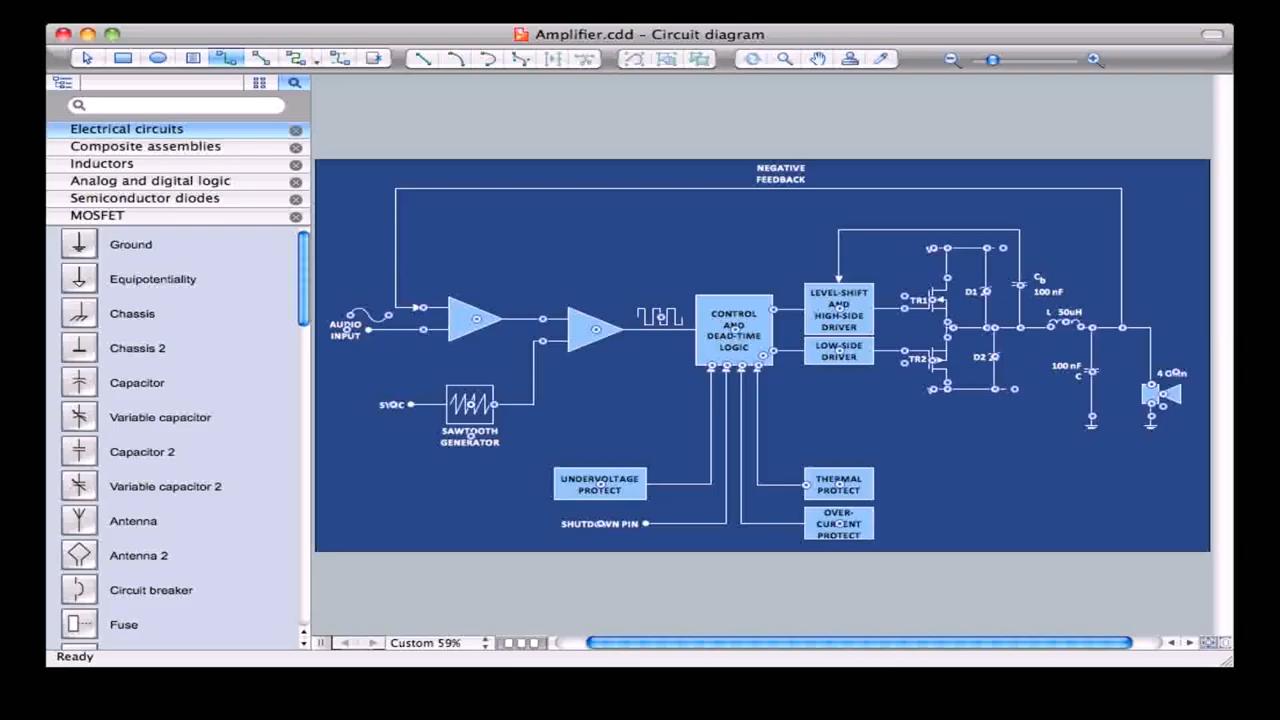 Amplifier.cdd - Circuit diagram
Electrical circuits
Composite assemblies
Inductors
Analog and digital logic
Semiconductor diodes
MOSFET
Ground
Equipotentiality
Chassis
Chassis 2
Capacitor
Variable capacitor
Capacitor 2
Variable capacitor 2
Antenna
Antenna 2
Circuit breaker
Fuse
NEGATIVE
FEEDBACK
AUDIO
INPUT
SAWTOOTH
GENERATOR
CONTROL
AND
DEAD-TIME
LOGIC
LEVEL-SHIFT
AND
HIGH-SIDE
DRIVER
LOW-SIDE
DRIVER
TR1
TR2
D1
D2
Cb
100 nF
L 50uH
100 nF
C
UNDERVOLTAGE
PROTECT
SHUTDOWN PIN
THERMAL
PROTECT
OVER-
CURRENT
PROTECT
Custom 59%
Ready